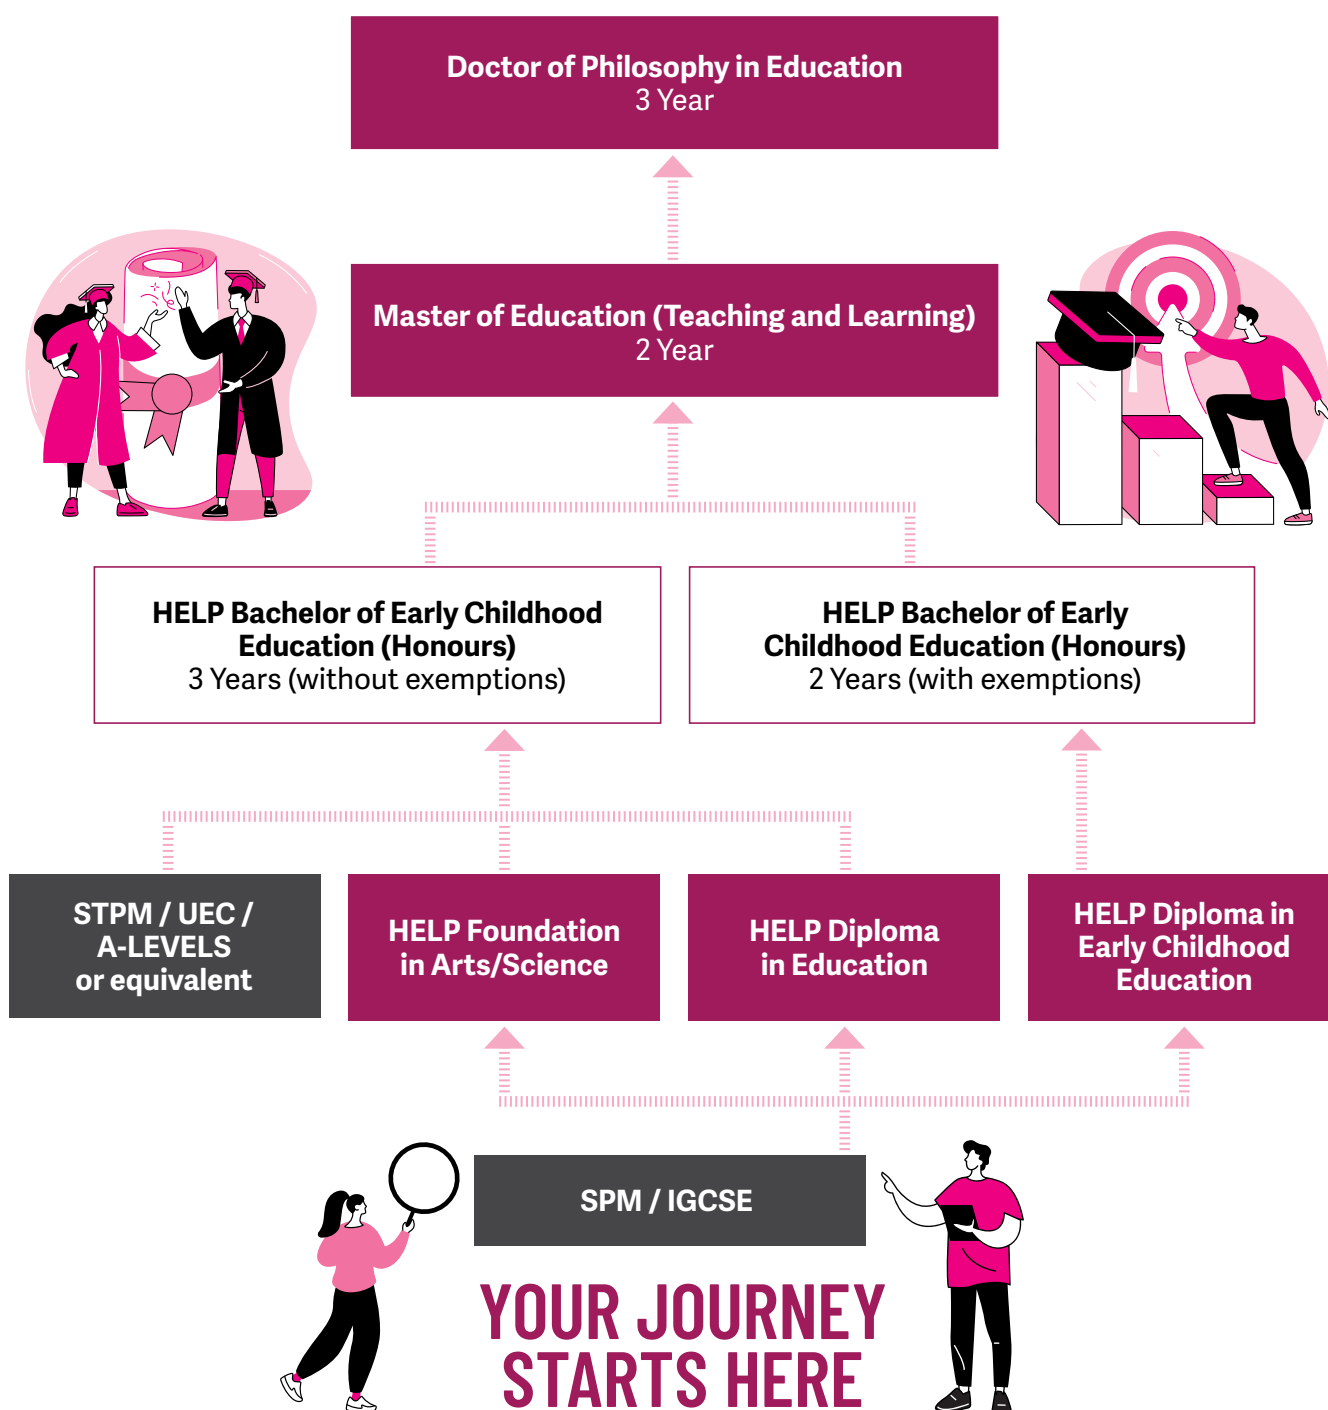 Doctor of Philosophy in Education
3 Year
Master of Education (Teaching and Learning)
2 Year
HELP Bachelor of Early Childhood
Education (Honours)
3 Years (without exemptions)
HELP Bachelor of Early
Childhood Education (Honours)
2 Years (with exemptions)
STPM / UEC /
A-LEVELS
or equivalent
HELP Foundation
in Arts/Science
HELP Diploma
in Education
HELP Diploma in
Early Childhood
Education
SPM / IGCSE
YOUR JOURNEY
STARTS HERE